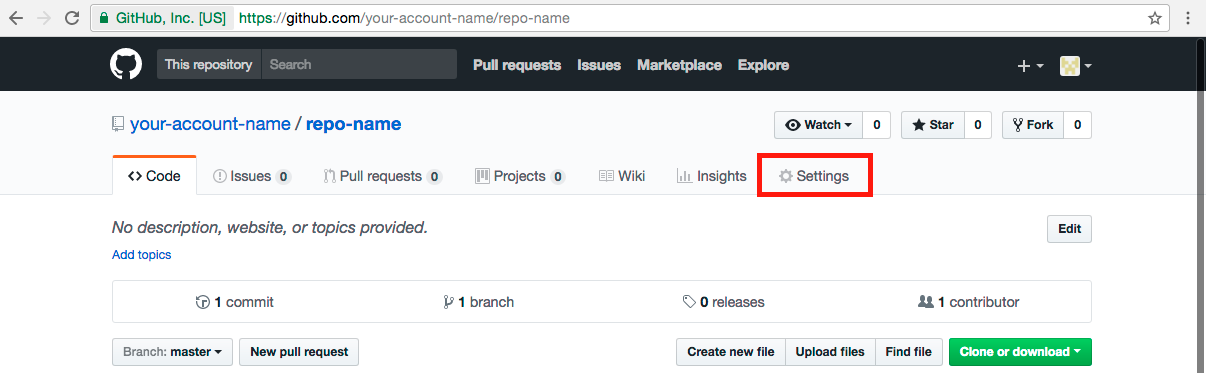 GitHub, Inc. [US] https://github.com/your-account-name/repo-name
This repository Search Pull requests Issues Marketplace Explore
your-account-name / repo-name Watch 0 Star 0 Fork 0
Code Issues 0 Pull requests 0 Projects 0 Wiki Insights Settings
No description, website, or topics provided. Edit
Add topics
1 commit 1 branch 0 releases 1 contributor
Branch: master New pull request Create new file Upload files Find file Clone or download